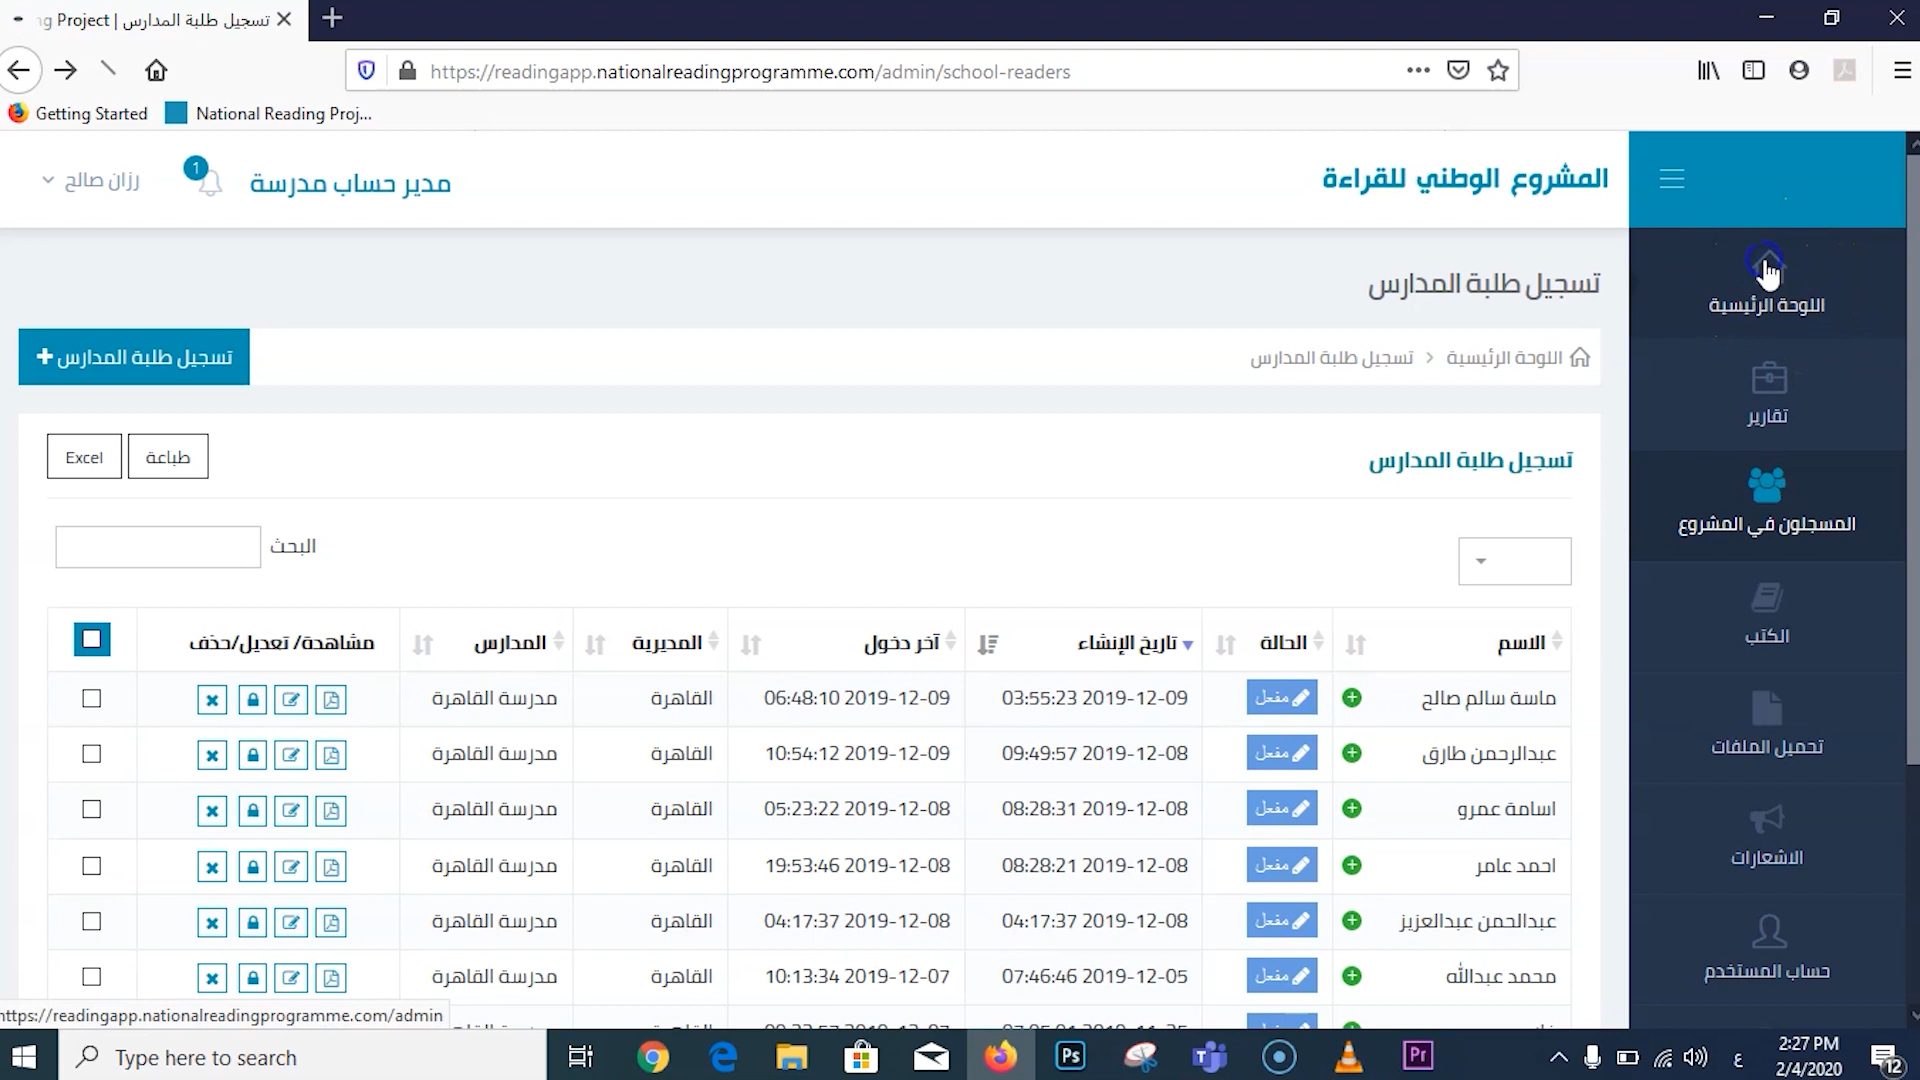 ng Project | تسجيل طلبة المدارس
https://readingapp.nationalreadingprogramme.com/admin/school-readers
Getting Started
National Reading Proj...
المشروع الوطني للقراءة
مدير حساب مدرسة
1
رزان صالح
اللوحة الرئيسية
تقارير
المسجلون في المشروع
الكتب
تحميل الملفات
الاشعارات
حساب المستخدم
تسجيل طلبة المدارس
اللوحة الرئيسية > تسجيل طلبة المدارس
تسجيل طلبة المدارس
تسجيل طلبة المدارس
طباعة
Excel
البحث
الاسم الحالة تاريخ الإنشاء آخر دخول المديرية المدارس مشاهدة/ تعديل/حذف
ماسة سالم صالح مفعل 2019-12-09 03:55:23 2019-12-09 06:48:10 القاهرة مدرسة القاهرة
عبدالرحمن طارق مفعل 2019-12-08 09:49:57 2019-12-09 10:54:12 القاهرة مدرسة القاهرة
اسامة عمرو مفعل 2019-12-08 08:28:31 2019-12-08 05:23:22 القاهرة مدرسة القاهرة
احمد عامر مفعل 2019-12-08 08:28:21 2019-12-08 19:53:46 القاهرة مدرسة القاهرة
عبدالحمن عبدالعزيز مفعل 2019-12-08 04:17:37 2019-12-08 04:17:37 القاهرة مدرسة القاهرة
محمد عبدالله مفعل 2019-12-05 07:46:46 2019-12-07 10:13:34 القاهرة مدرسة القاهرة
https://readingapp.nationalreadingprogramme.com/admin
Type here to search
Ps
Pr
ع
2:27 PM
2/4/2020
12